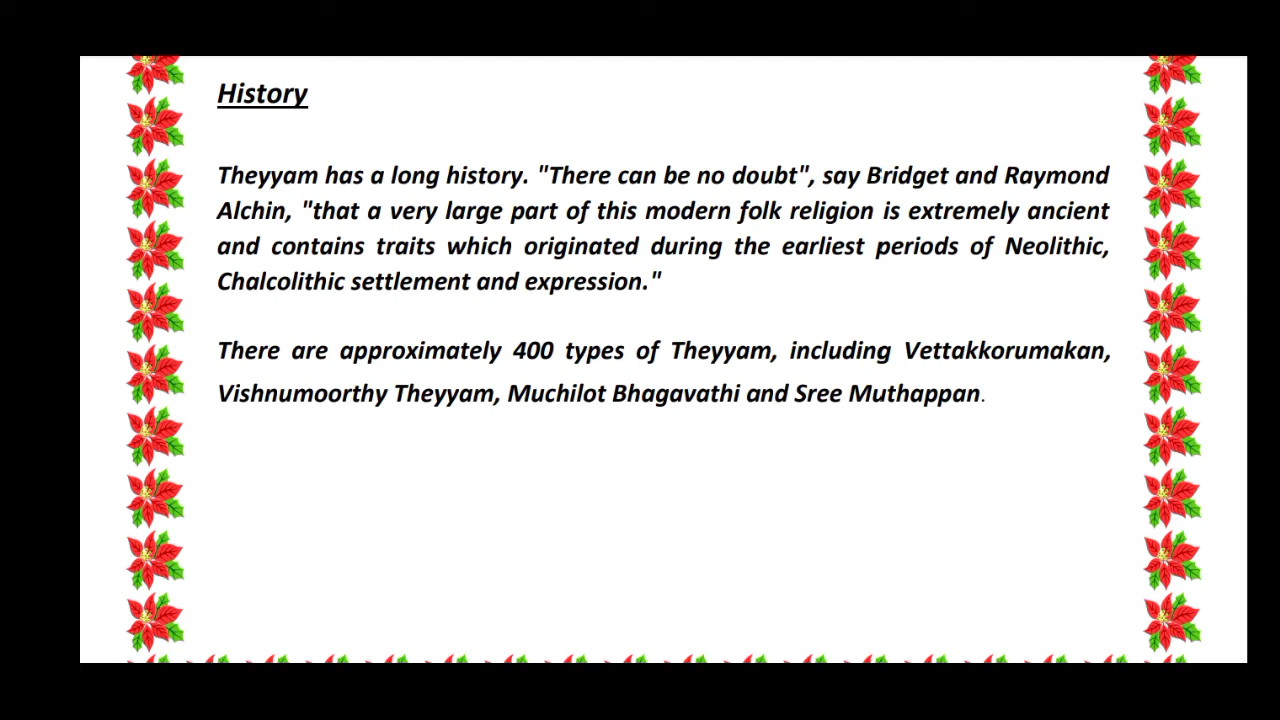 History
Theyyam has a long history. "There can be no doubt", say Bridget and Raymond
Alchin, "that a very large part of this modern folk religion is extremely ancient
and contains traits which originated during the earliest periods of Neolithic,
Chalcolithic settlement and expression."
There are approximately 400 types of Theyyam, including Vettakkorumakan,
Vishnumoorthy Theyyam, Muchilot Bhagavathi and Sree Muthappan.